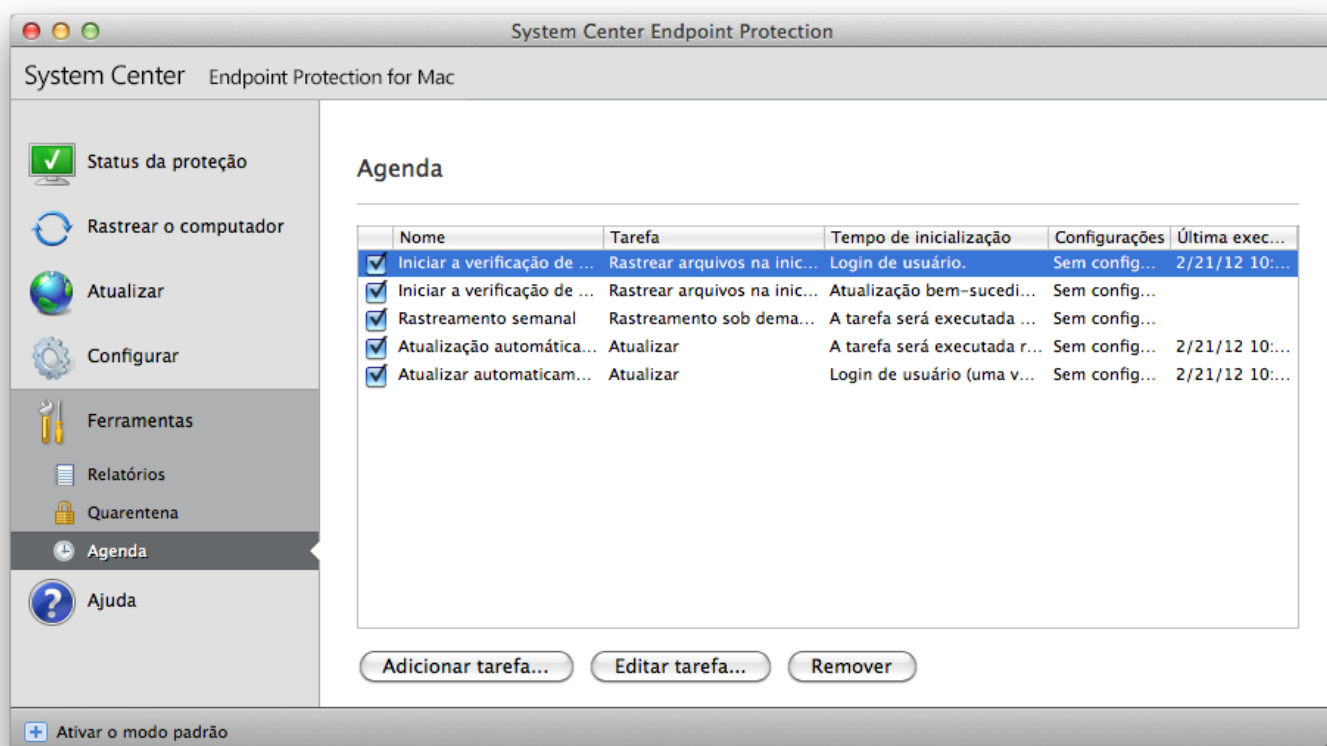 System Center Endpoint Protection
System Center Endpoint Protection for Mac
Status da proteção
Rastrear o computador
Atualizar
Configurar
Ferramentas
Relatórios
Quarentena
Agenda
Ajuda
Agenda
Nome Tarefa Tempo de inicialização Configurações Última exec...
Iniciar a verificação de ... Rastrear arquivos na inic... Login de usuário. Sem config... 2/21/12 10:...
Iniciar a verificação de ... Rastrear arquivos na inic... Atualização bem-sucedi... Sem config...
Rastreamento semanal Rastreamento sob dema... A tarefa será executada ... Sem config...
Atualização automática... Atualizar A tarefa será executada r... Sem config... 2/21/12 10:...
Atualizar automaticam... Atualizar Login de usuário (uma v... Sem config... 2/21/12 10:...
Adicionar tarefa... Editar tarefa... Remover
Ativar o modo padrão